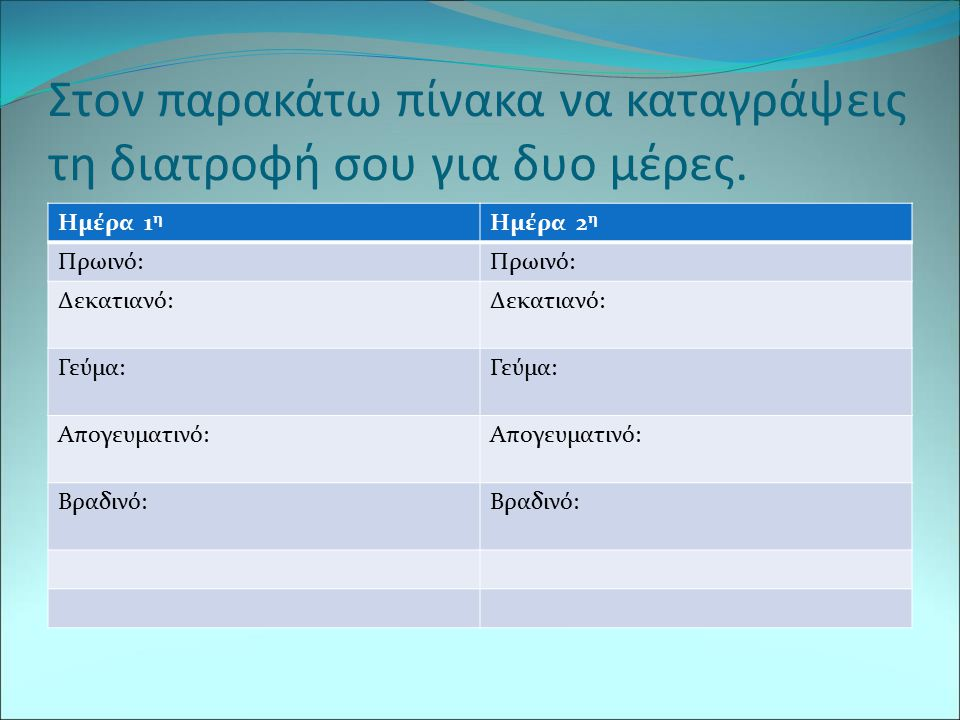 Στον παρακάτω πίνακα να καταγράψεις
τη διατροφή σου για δυο μέρες.
Ημέρα 1η Ημέρα 2η
Πρωινό: Πρωινό:
Δεκατιανό: Δεκατιανό:
Γεύμα: Γεύμα:
Απογευματινό: Απογευματινό:
Βραδινό: Βραδινό: